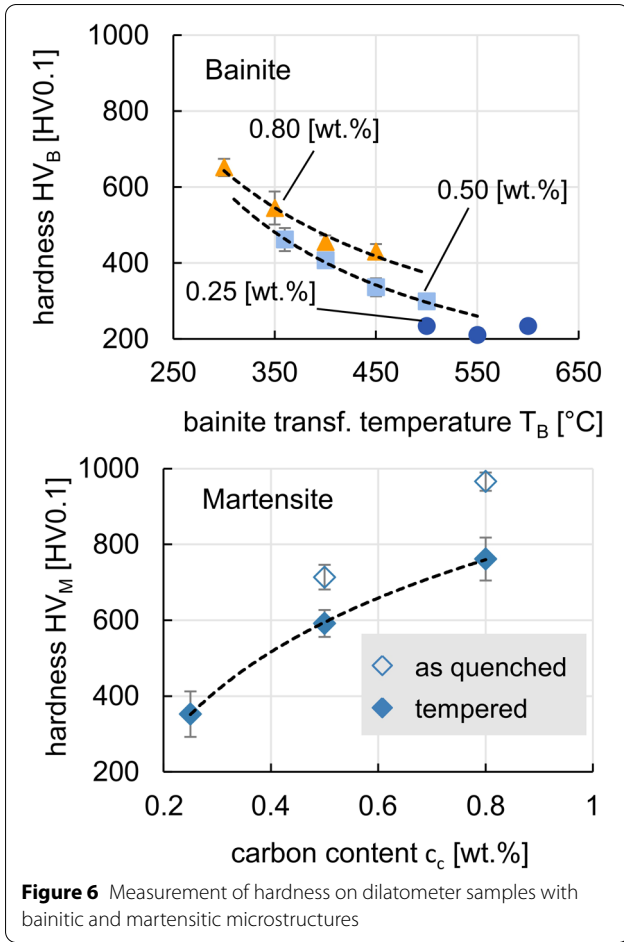 1000
800
600
400
200
hardness HV_B [HV0.1]
Bainite
0.80 [wt.%]
0.50 [wt.%]
0.25 [wt.%]
250 350 450 550 650
bainite transf. temperature T_B [°C]
1000
800
600
400
200
hardness HV_M [HV0.1]
Martensite
as quenched
tempered
0.2 0.4 0.6 0.8 1
carbon content c_c [wt.%]
Figure 6 Measurement of hardness on dilatometer samples with
bainitic and martensitic microstructures